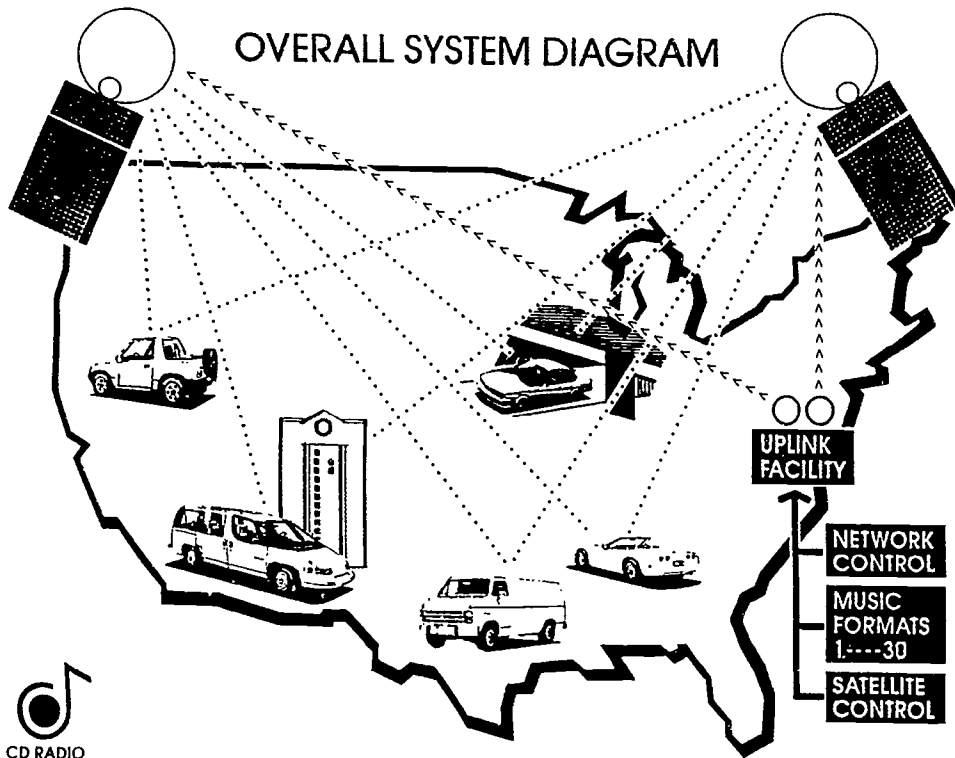 OVERALL SYSTEM DIAGRAM
UPLINK
FACILITY
NETWORK
CONTROL
MUSIC
FORMATS
1----30
SATELLITE
CONTROL
CD RADIO